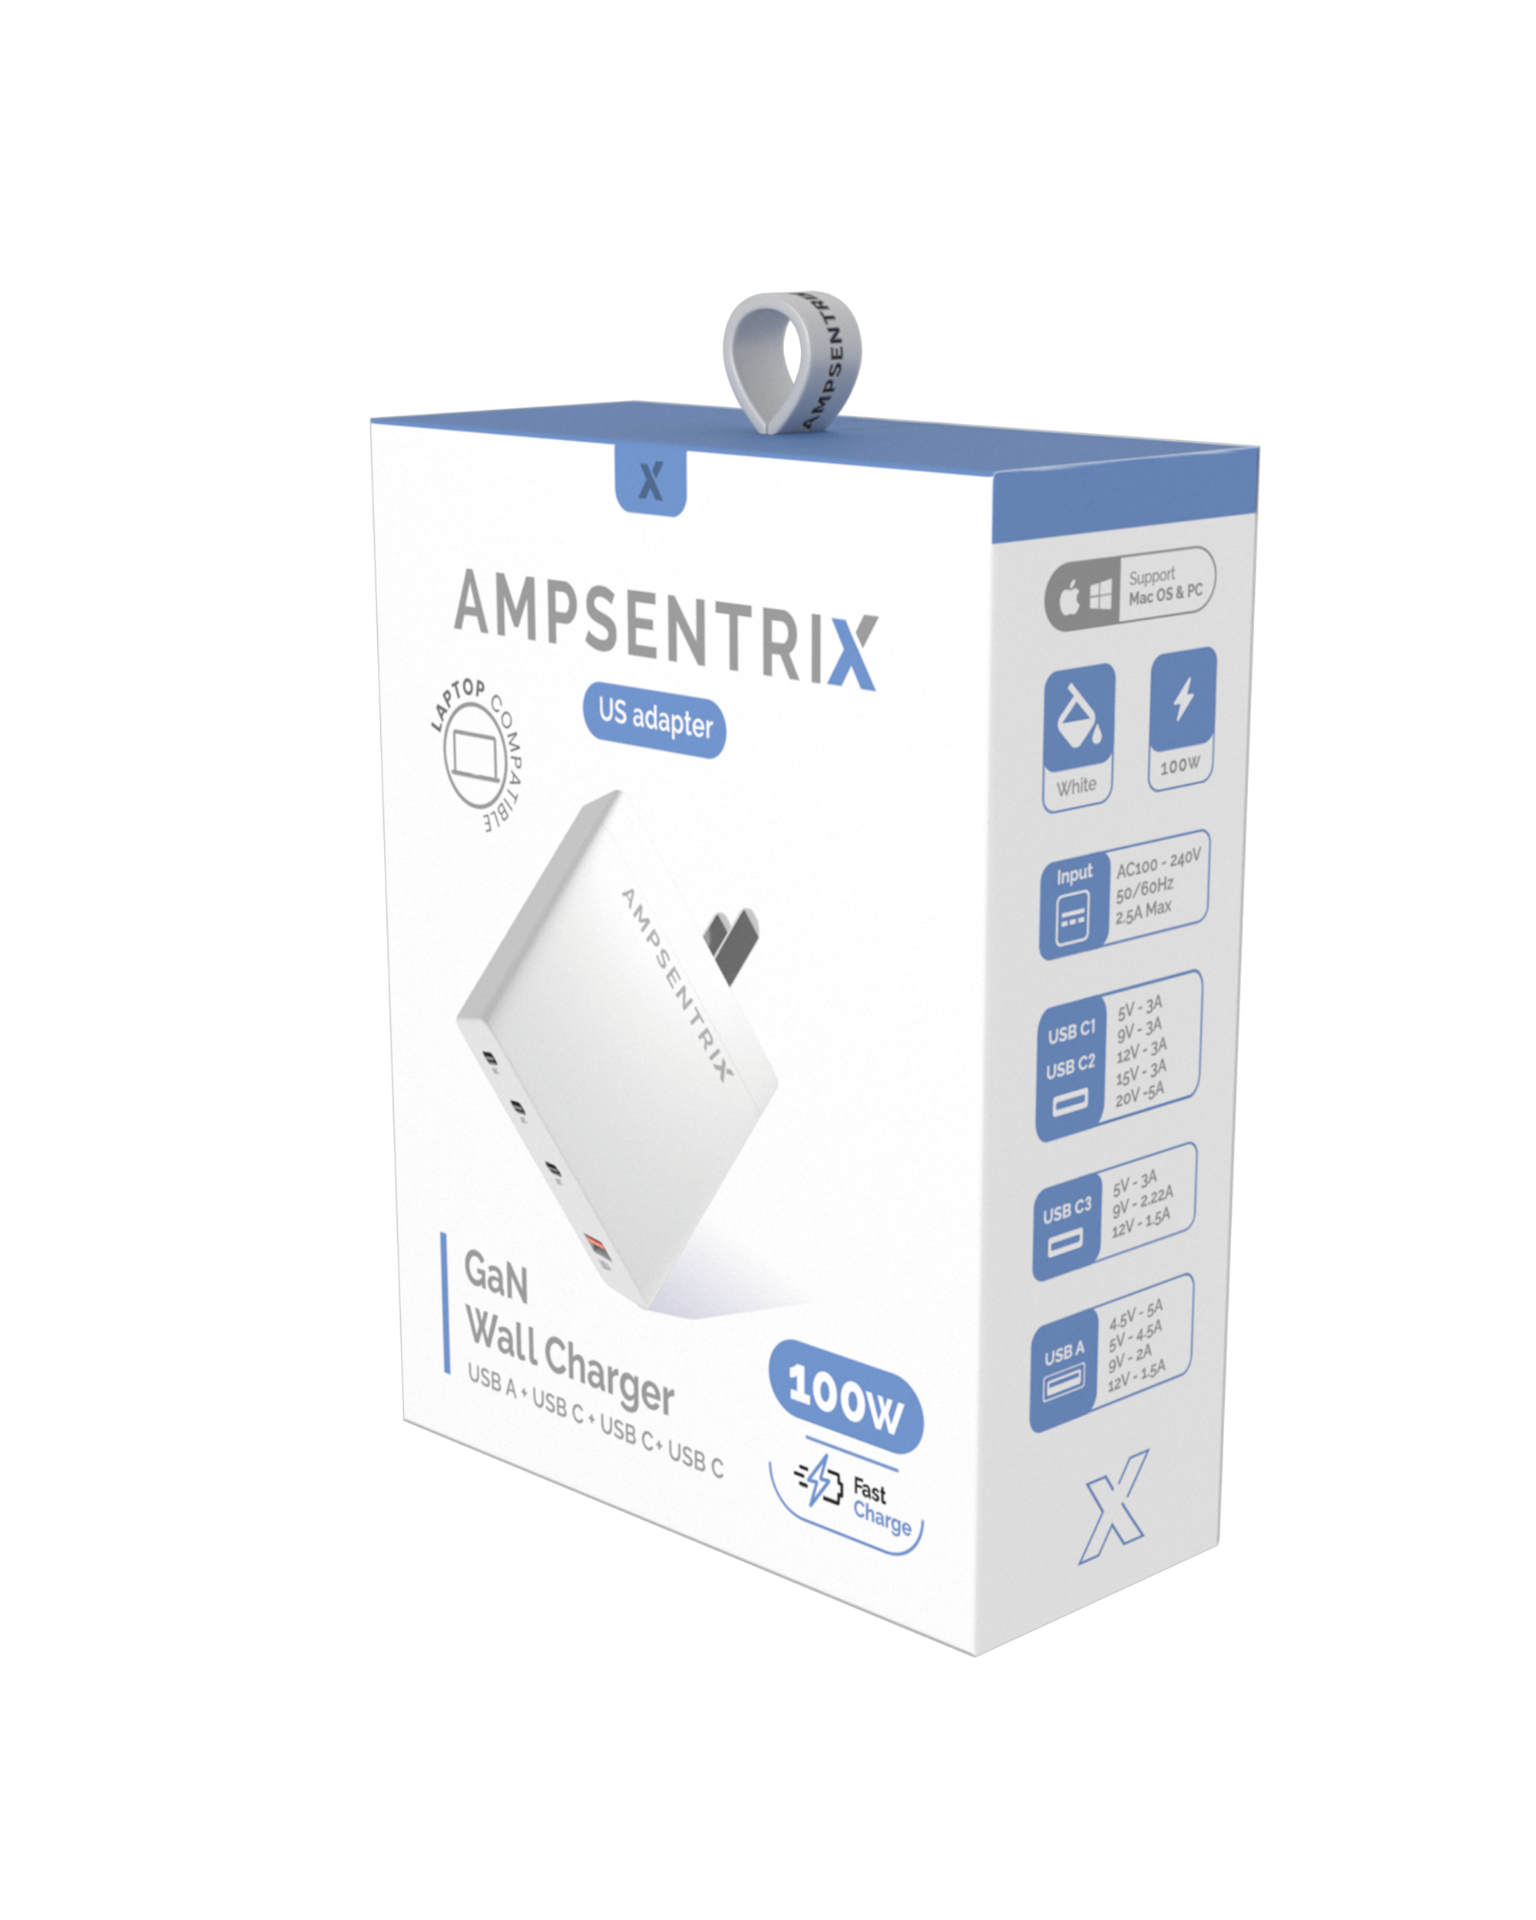 AMPSENTRIX
X
AMPSENTRIX
US adapter
LAPTOP COMPATIBLE
AMPSENTRIX
GaN
Wall Charger
USB A + USB C + USB C+ USB C
100W
Fast
Charge
Support
Mac OS & PC
White
100W
Input
AC100 - 240V
50/60Hz
2.5A Max
USB C1
USB C2
5V - 3A
9V - 3A
12V - 3A
15V - 3A
20V -5A
USB C3
5V - 3A
9V - 2.22A
12V - 1.5A
USB A
4.5V - 5A
5V - 4.5A
9V - 2A
12V - 1.5A
X